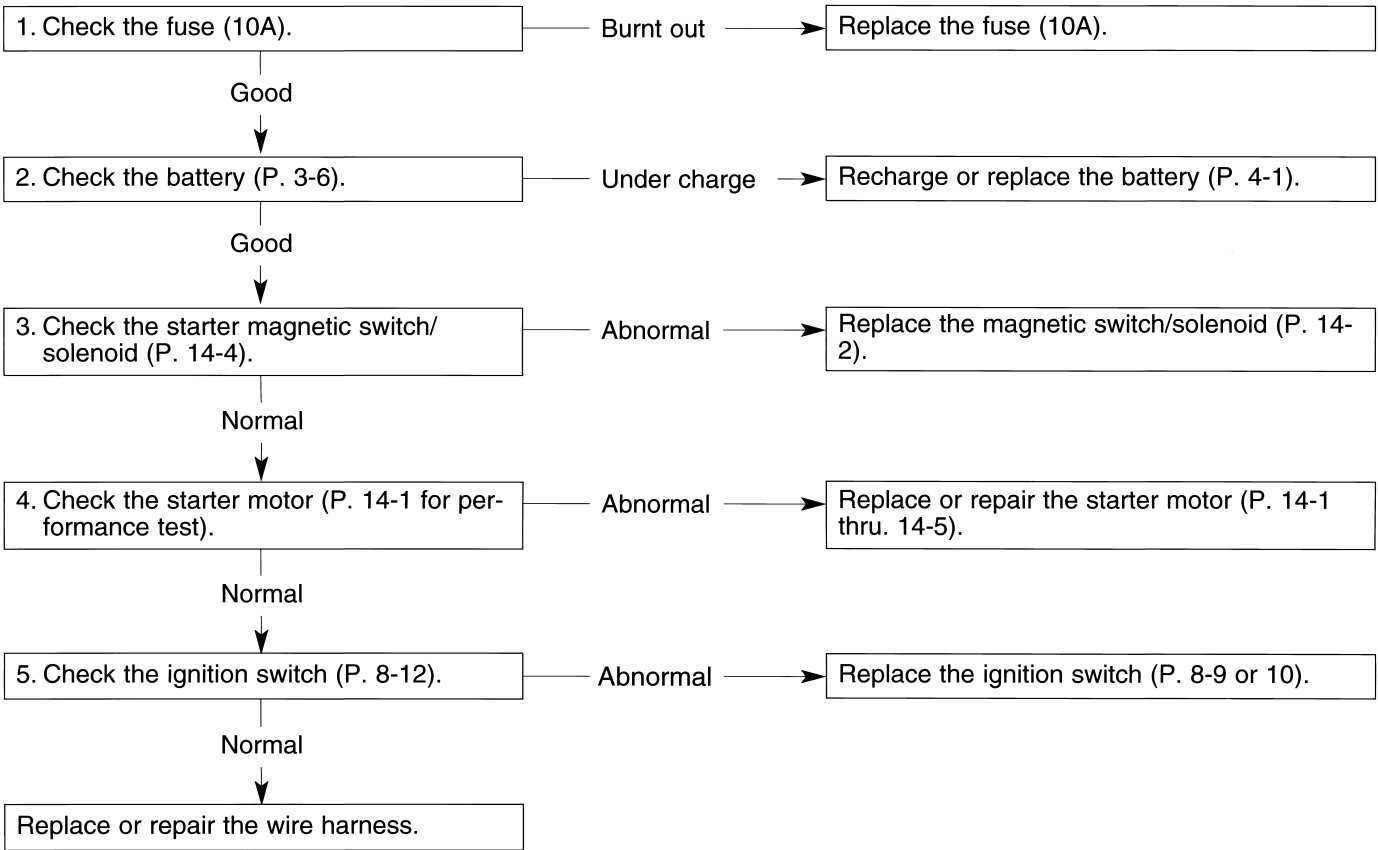 1. Check the fuse (10A).
Burnt out
Replace the fuse (10A).
Good
2. Check the battery (P. 3-6).
Under charge
Recharge or replace the battery (P. 4-1).
Good
3. Check the starter magnetic switch/
solenoid (P. 14-4).
Abnormal
Replace the magnetic switch/solenoid (P. 14-
2).
Normal
4. Check the starter motor (P. 14-1 for per-
formance test).
Abnormal
Replace or repair the starter motor (P. 14-1
thru. 14-5).
Normal
5. Check the ignition switch (P. 8-12).
Abnormal
Replace the ignition switch (P. 8-9 or 10).
Normal
Replace or repair the wire harness.